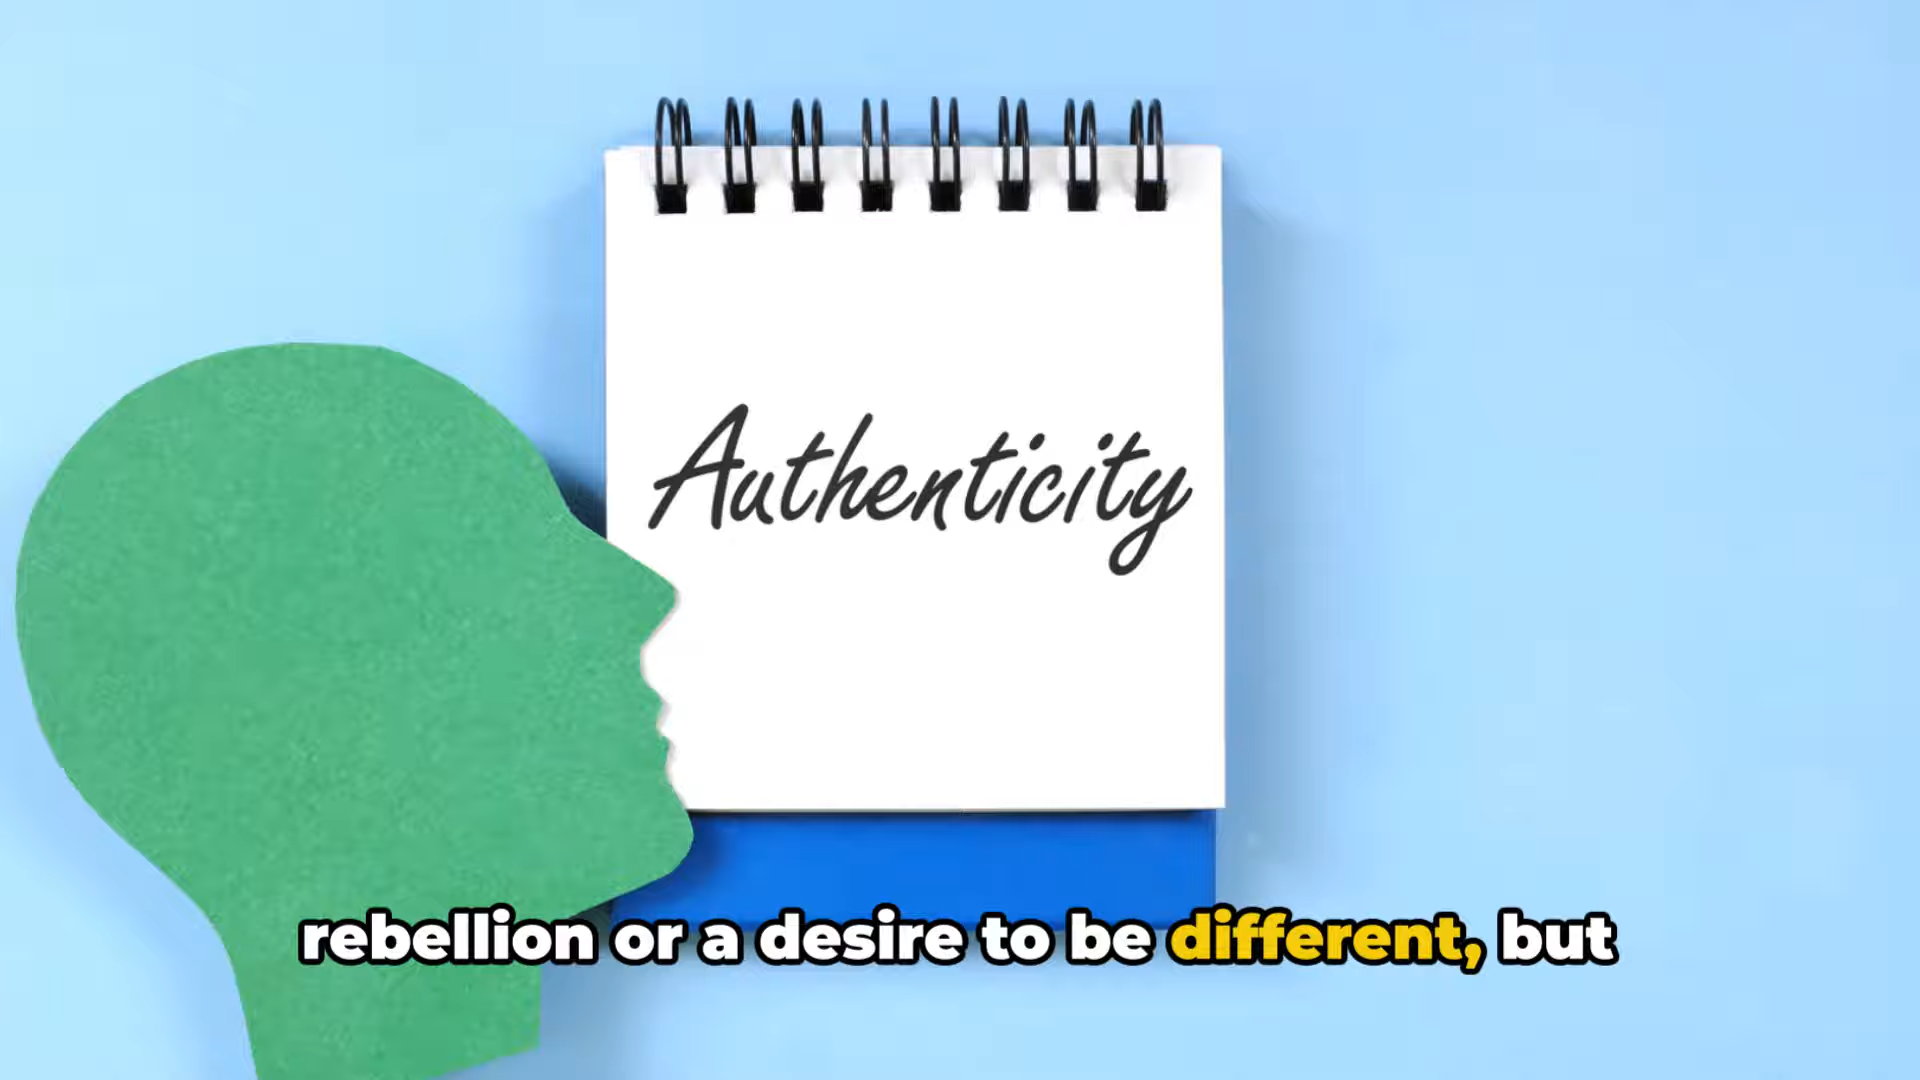 Authenticity
rebellion or a desire to be different, but